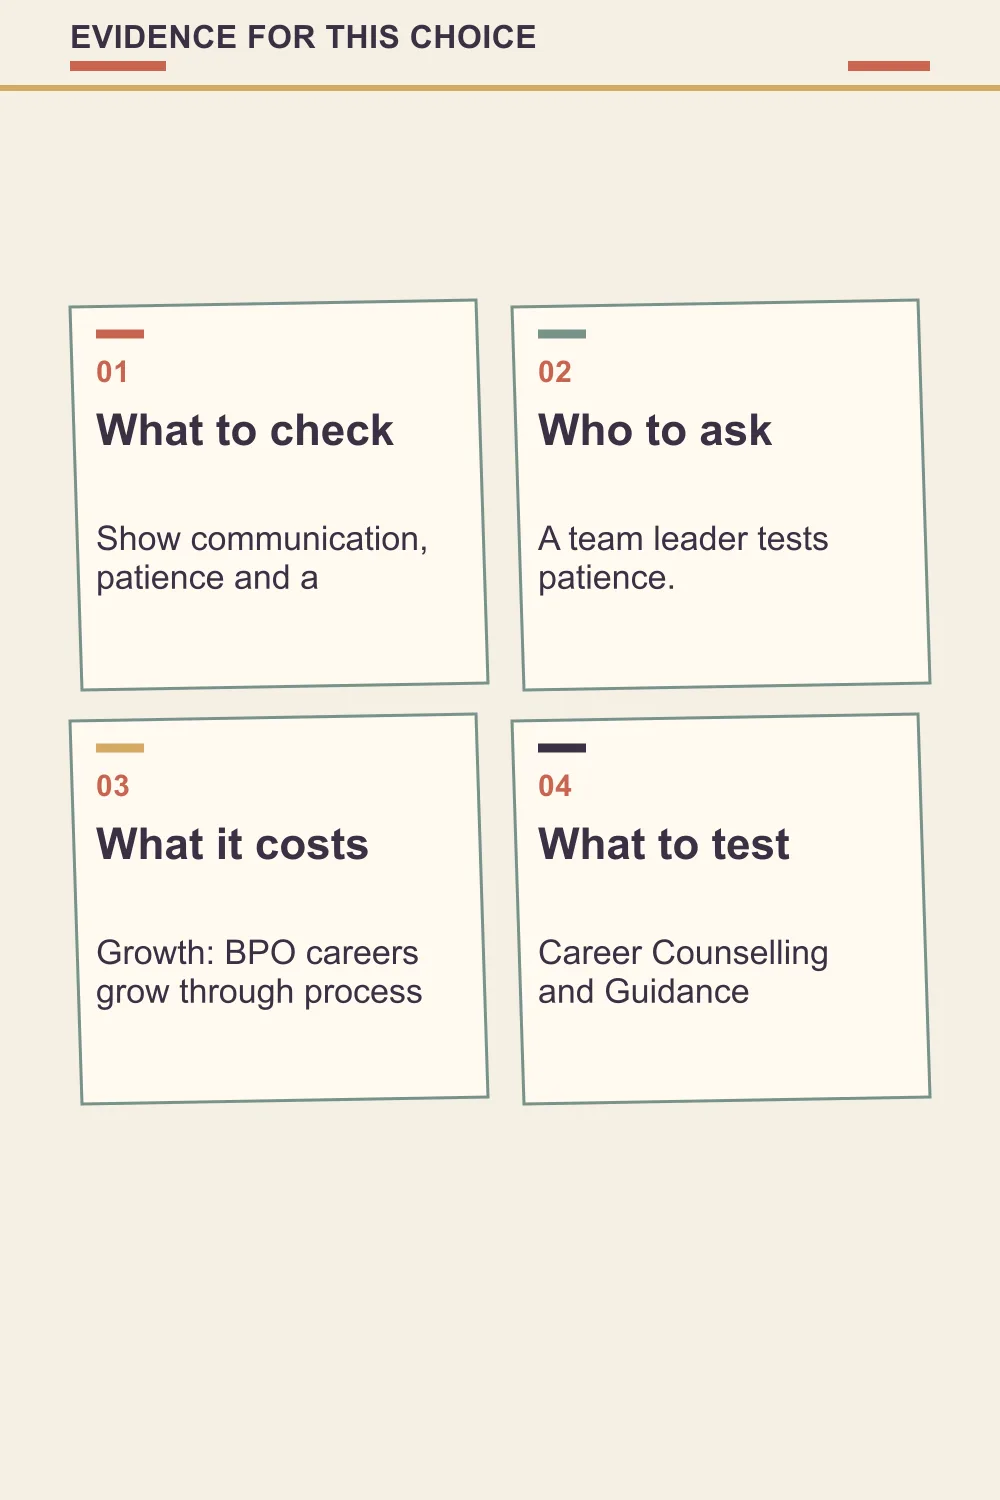 EVIDENCE FOR THIS CHOICE
01
What to check
Show communication,
patience and a
02
Who to ask
A team leader tests
patience.
03
What it costs
Growth: BPO careers
grow through process
04
What to test
Career Counselling
and Guidance